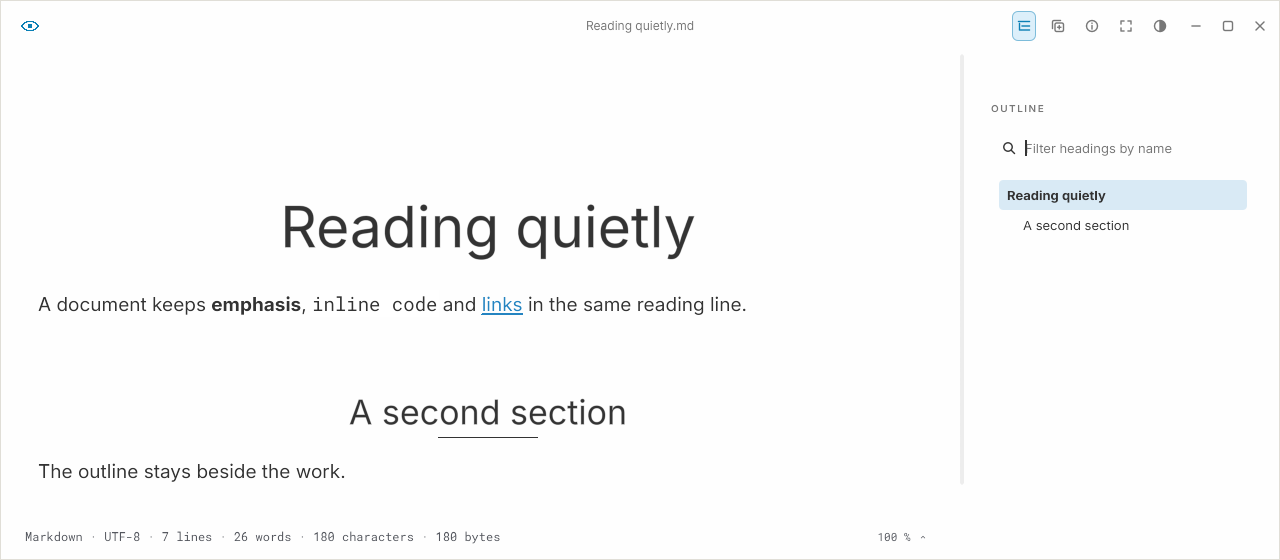 Reading quietly.md
OUTLINE
Filter headings by name
Reading quietly
A second section
Reading quietly
A document keeps emphasis, inline code and links in the same reading line.
A second section
The outline stays beside the work.
Markdown · UTF-8 · 7 lines · 26 words · 180 characters · 180 bytes
100 %